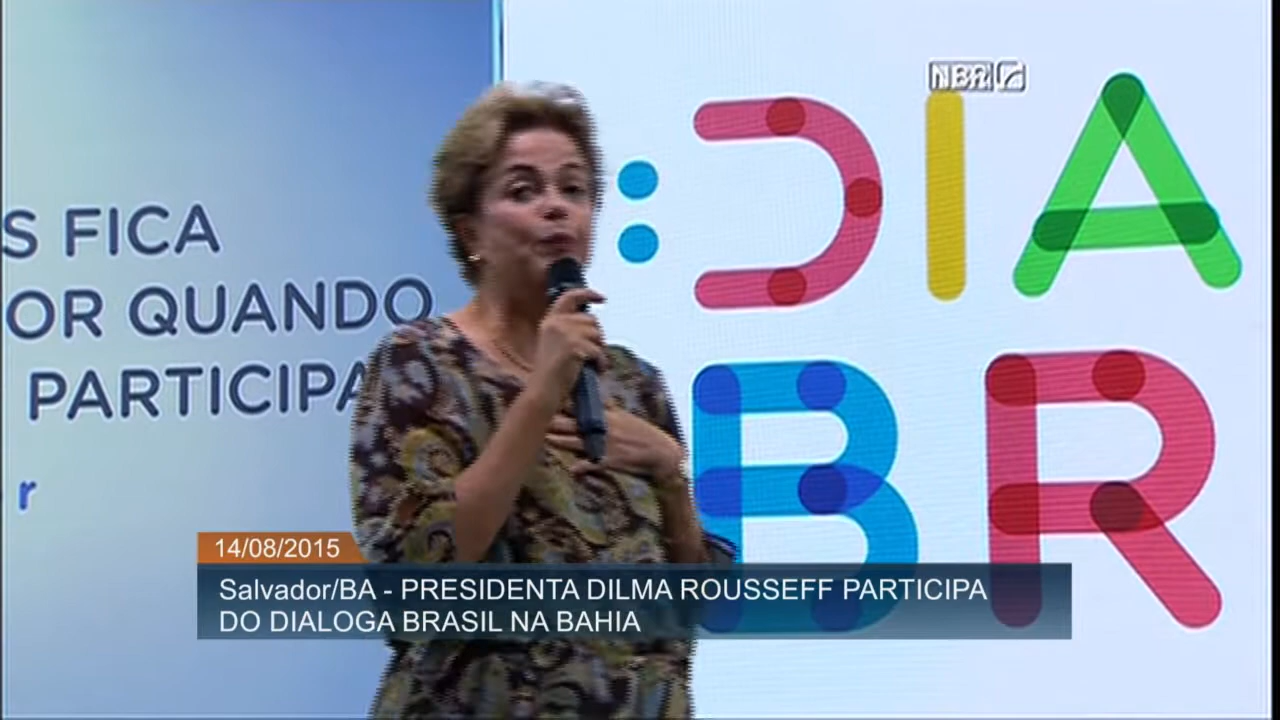 NBR
:DIA
BR
S FICA
OR QUANDO
PARTICIPA
r
14/08/2015
Salvador/BA - PRESIDENTA DILMA ROUSSEFF PARTICIPA
DO DIALOGA BRASIL NA BAHIA